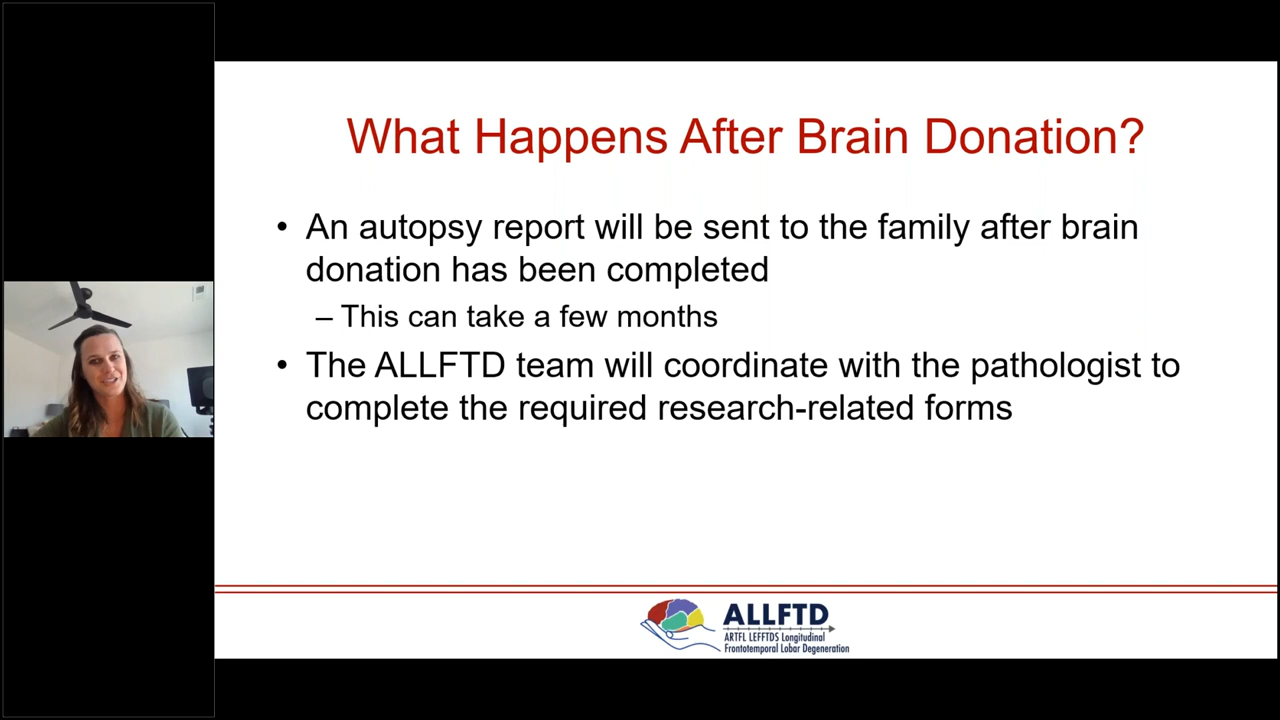 What Happens After Brain Donation?
• An autopsy report will be sent to the family after brain
donation has been completed
– This can take a few months
• The ALLFTD team will coordinate with the pathologist to
complete the required research-related forms
ALLFTD
ARTFL LEFFTDS Longitudinal
Frontotemporal Lobar Degeneration